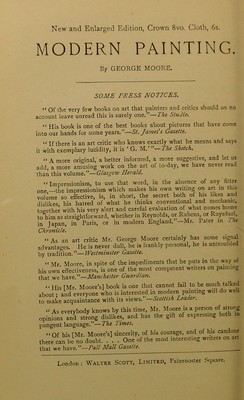 New and Enlarged Edition, Crown 8vo. Cloth, 6s.
MODERN PAINTING.
By GEORGE MOORE.
SOME PRESS NOTICES.
"Of the very few books on art that painters and critics should on no
account leave unread this is surely one."—The Studio.
"His book is one of the best books about pictures that have come
into our hands for some years."—St. James's Gazette.
"If there is an art critic who knows exactly what he means and says
it with exemplary lucidity, it is 'G. M.'"—The Sketch.
"A more original, a better informed, a more suggestive, and let us
add, a more amusing work on the art of to-day, we have never read
than this volume."—Glasgow Herald.
"Impressionism, to use that word, in the absence of any fitter
one,—the impressionism which makes his own writing on art in this
volume so effective, is, in short, the secret both of his likes and
dislikes, his hatred of what he thinks conventional and mechanic,
together with his very alert and careful evaluation of what comes home
to him as straightforward, whether in Reynolds, or Rubens, or Ruysdael,
in Japan, in Paris, or in modern England."—Mr. Pater in The
Chronicle.
"As an art critic Mr. George Moore certainly has some signal
advantages. He is never dull, he is frankly personal, he is untroubled
by tradition."—Westminster Gazette.
"Mr. Moore, in spite of the impediments that he puts in the way of
his own effectiveness, is one of the most competent writers on painting
that we have."—Manchester Guardian.
"His [Mr. Moore's] book is one that cannot fail to be much talked
about; and everyone who is interested in modern painting will do well
to make acquaintance with its views."—Scottish Leader.
"As everybody knows by this time, Mr. Moore is a person of strong
opinions and strong dislikes, and has the gift of expressing both in
pungent language."—The Times.
"Of his [Mr. Moore's] sincerity, of his courage, and of his candour
there can be no doubt. . . . One of the most interesting writers on art
that we have."—Pall Mall Gazette.
London: WALTER SCOTT, LIMITED, Paternoster Square.